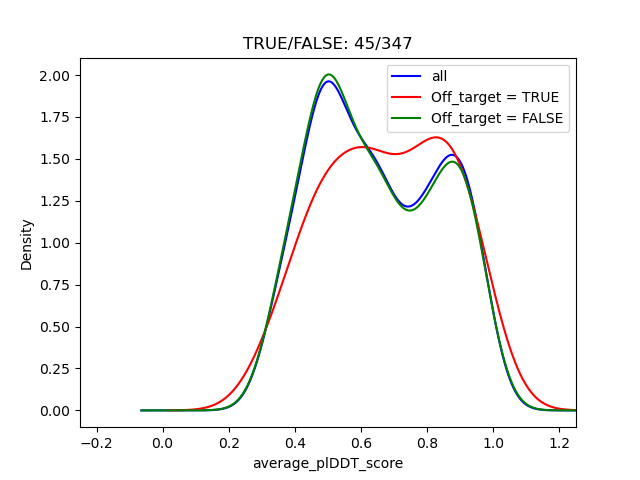 TRUE/FALSE: 45/347
all
Off_target = TRUE
Off_target = FALSE
Density
2.00
1.75
1.50
1.25
1.00
0.75
0.50
0.25
0.00
−0.2 0.0 0.2 0.4 0.6 0.8 1.0 1.2
average_plDDT_score